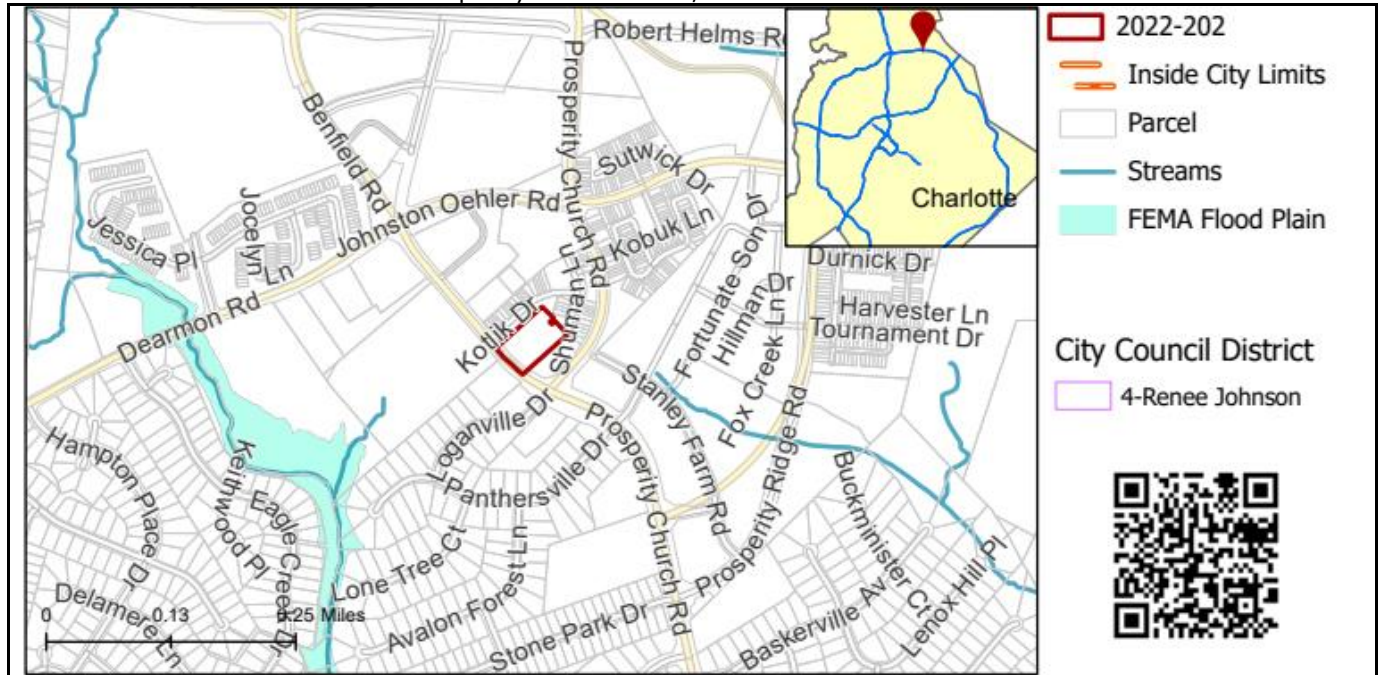 Robert Helms R
Prosperity Church Rd
Benfield Rd
Sutwick Dr
Jocelyn Ln
Johnston Oehler Rd
Kobuk Ln
Jessica Pl
Shuman Ln
Fortunate Son Dr
Hillman Dr
Durnick Dr
Harvester Ln
Tournament Dr
Dearmon Rd
Kotlik Dr
Fox Creek Ln
Stanley Farm Rd
Loganville Dr
Prosperity Church Rd
Panthersville Dr
Prosperity Ridge Rd
Hampton Place Dr
Keithwood Pl
Eagle Creek Dr
Buckminister Ct
Lone Tree Ct
Avalon Forest Ln
Lenox Hill Pl
Delamere Ln
Stone Park Dr
Baskerville Av
0 0.13 0.25 Miles
Charlotte
2022-202
Inside City Limits
Parcel
Streams
FEMA Flood Plain
City Council District
4-Renee Johnson